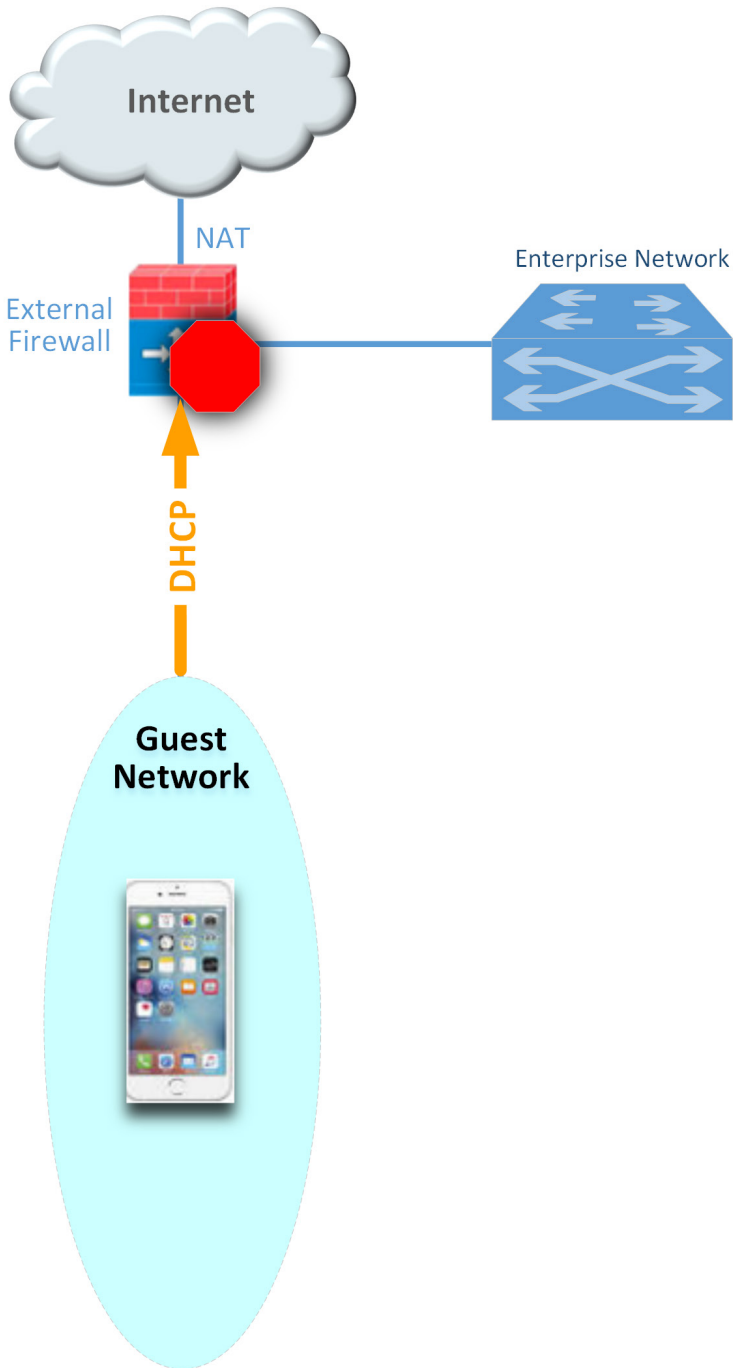 Internet
NAT
Enterprise Network
External
Firewall
DHCP
Guest
Network